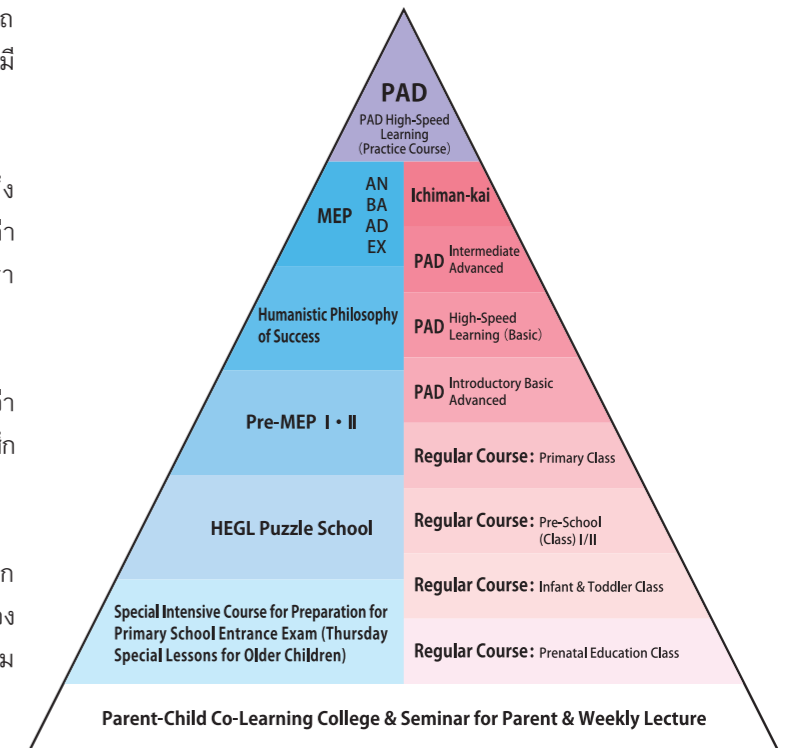 ถ
มี
PAD
PAD High-Speed
Learning
(Practice Course)
MEP
AN
BA
AD
EX
Humanistic Philosophy
of Success
Pre-MEP I・II
HEGL Puzzle School
Special Intensive Course for Preparation for
Primary School Entrance Exam (Thursday
Special Lessons for Older Children)
Ichiman-kai
PAD Intermediate
Advanced
PAD High-Speed
Learning (Basic)
PAD Introductory Basic
Advanced
Regular Course: Primary Class
Regular Course: Pre-School
(Class) I/II
Regular Course: Infant & Toddler Class
Regular Course: Prenatal Education Class
Parent-Child Co-Learning College & Seminar for Parent & Weekly Lecture